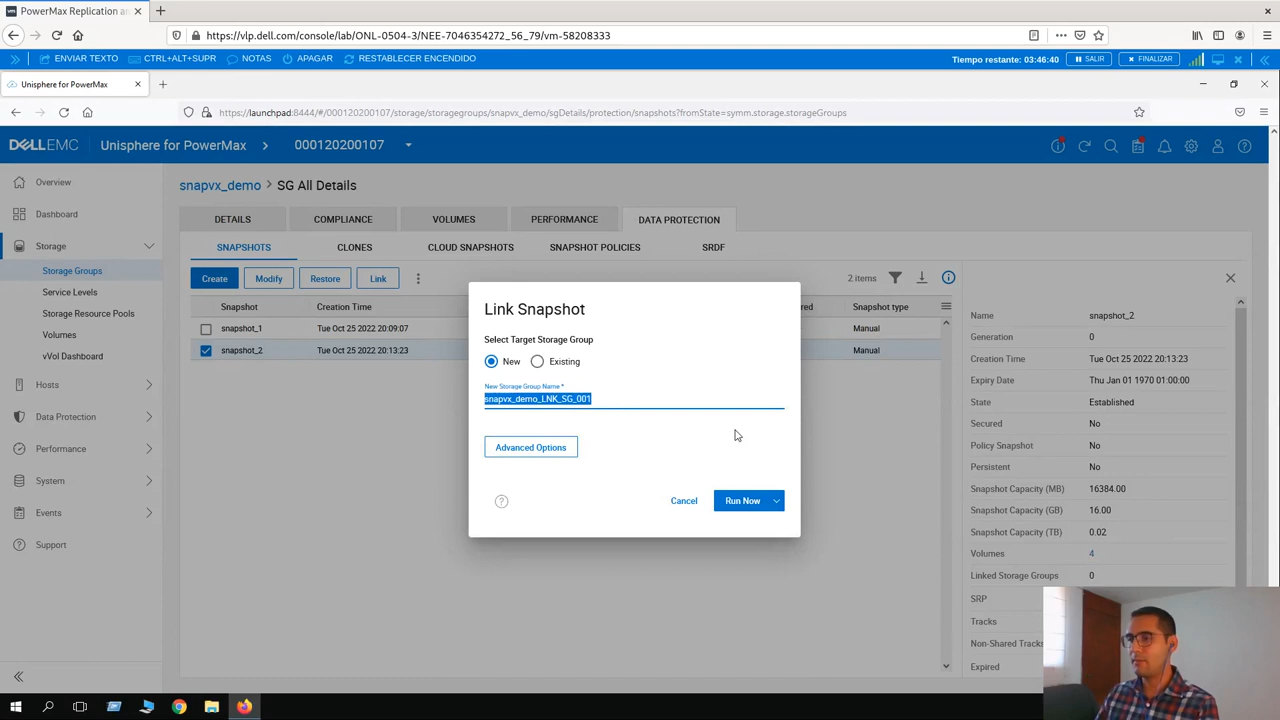 PowerMax Replication an
https://vlp.dell.com/console/lab/ONL-0504-3/NEE-7046354272_56_79/vm-58208333
ENVIAR TEXTO
CTRL+ALT+SUPR
NOTAS
APAGAR
RESTABLECER ENCENDIDO
Tiempo restante: 03:46:40
SALIR
FINALIZAR
Unisphere for PowerMax
https://launchpad:8444/#/000120200107/storage/storagegroups/snapvx_demo/sgDetails/protection/snapshots?fromState=symm.storage.storageGroups
DELLEMC
Unisphere for PowerMax
000120200107
Overview
Dashboard
Storage
Storage Groups
Service Levels
Storage Resource Pools
Volumes
vVol Dashboard
Hosts
Data Protection
Performance
System
Events
Support
snapvx_demo > SG All Details
DETAILS
COMPLIANCE
VOLUMES
PERFORMANCE
DATA PROTECTION
SNAPSHOTS
CLONES
CLOUD SNAPSHOTS
SNAPSHOT POLICIES
SRDF
Create
Modify
Restore
Link
2 items
Snapshot
Creation Time
red
Snapshot type
snapshot_1
Tue Oct 25 2022 20:09:07
Manual
snapshot_2
Tue Oct 25 2022 20:13:23
Manual
Link Snapshot
Select Target Storage Group
New
Existing
New Storage Group Name *
snapvx_demo_LNK_SG_001
Advanced Options
Cancel
Run Now
Name
snapshot_2
Generation
0
Creation Time
Tue Oct 25 2022 20:13:23
Expiry Date
Thu Jan 01 1970 01:00:00
State
Established
Secured
No
Policy Snapshot
No
Persistent
No
Snapshot Capacity (MB)
16384.00
Snapshot Capacity (GB)
16.00
Snapshot Capacity (TB)
0.02
Volumes
4
Linked Storage Groups
0
SRP
Tracks
Non-Shared Tracks
Expired